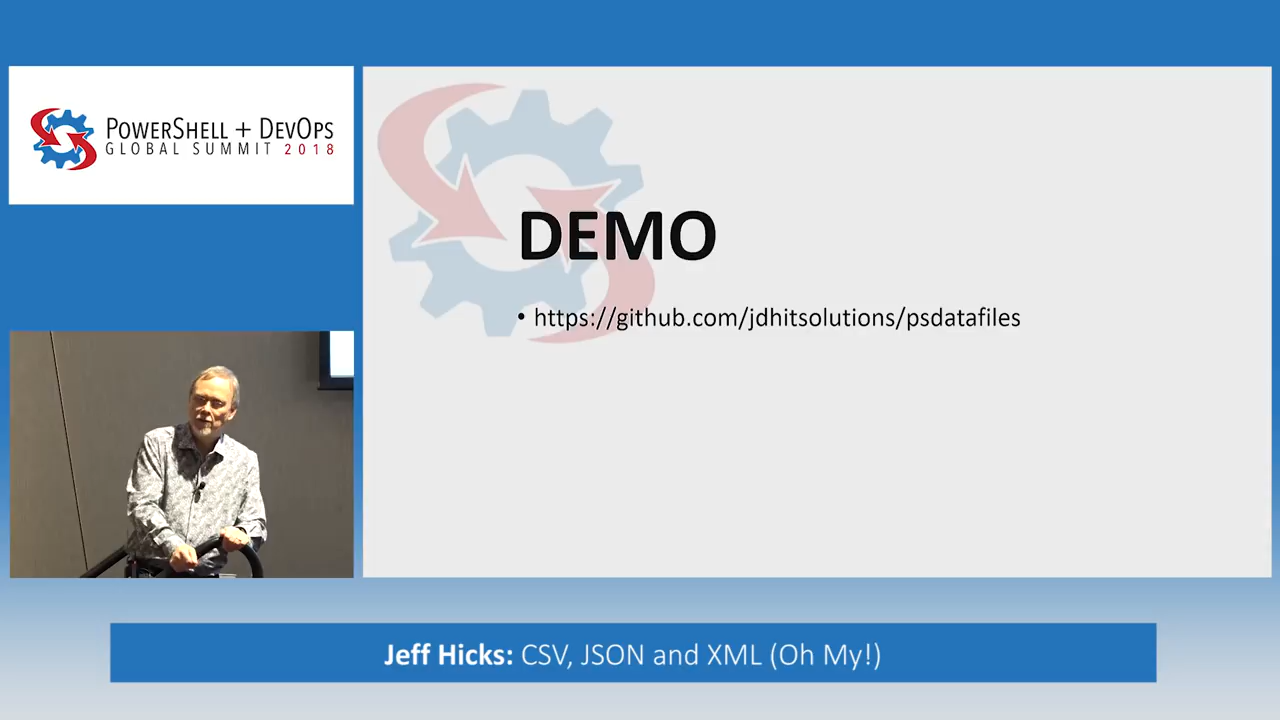 POWERSHELL + DEVOPS
GLOBAL SUMMIT 2018
DEMO
• https://github.com/jdhitsolutions/psdatafiles
Jeff Hicks: CSV, JSON and XML (Oh My!)